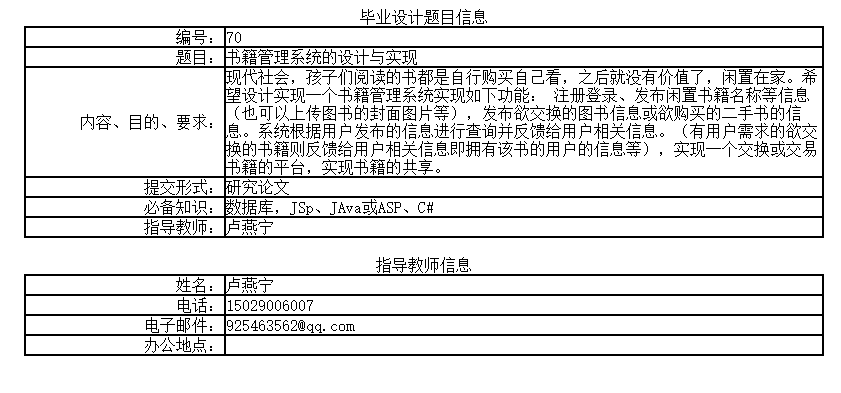 毕业设计题目信息
编号： 70
题目： 书籍管理系统的设计与实现
现代社会，孩子们阅读的书都是自行购买自己看，之后就没有价值了，闲置在家。希
望设计实现一个书籍管理系统实现如下功能： 注册登录、发布闲置书籍名称等信息
（也可以上传图书的封面图片等），发布欲交换的图书信息或欲购买的二手书的信
内容、目的、要求： 息。系统根据用户发布的信息进行查询并反馈给用户相关信息。（有用户需求的欲交
换的书籍则反馈给用户相关信息即拥有该书的用户的信息等），实现一个交换或交易
书籍的平台，实现书籍的共享。
提交形式： 研究论文
必备知识： 数据库，JSp、JAva或ASP、C#
指导教师： 卢燕宁
指导教师信息
姓名： 卢燕宁
电话： 15029006007
电子邮件： 925463562@qq.com
办公地点：